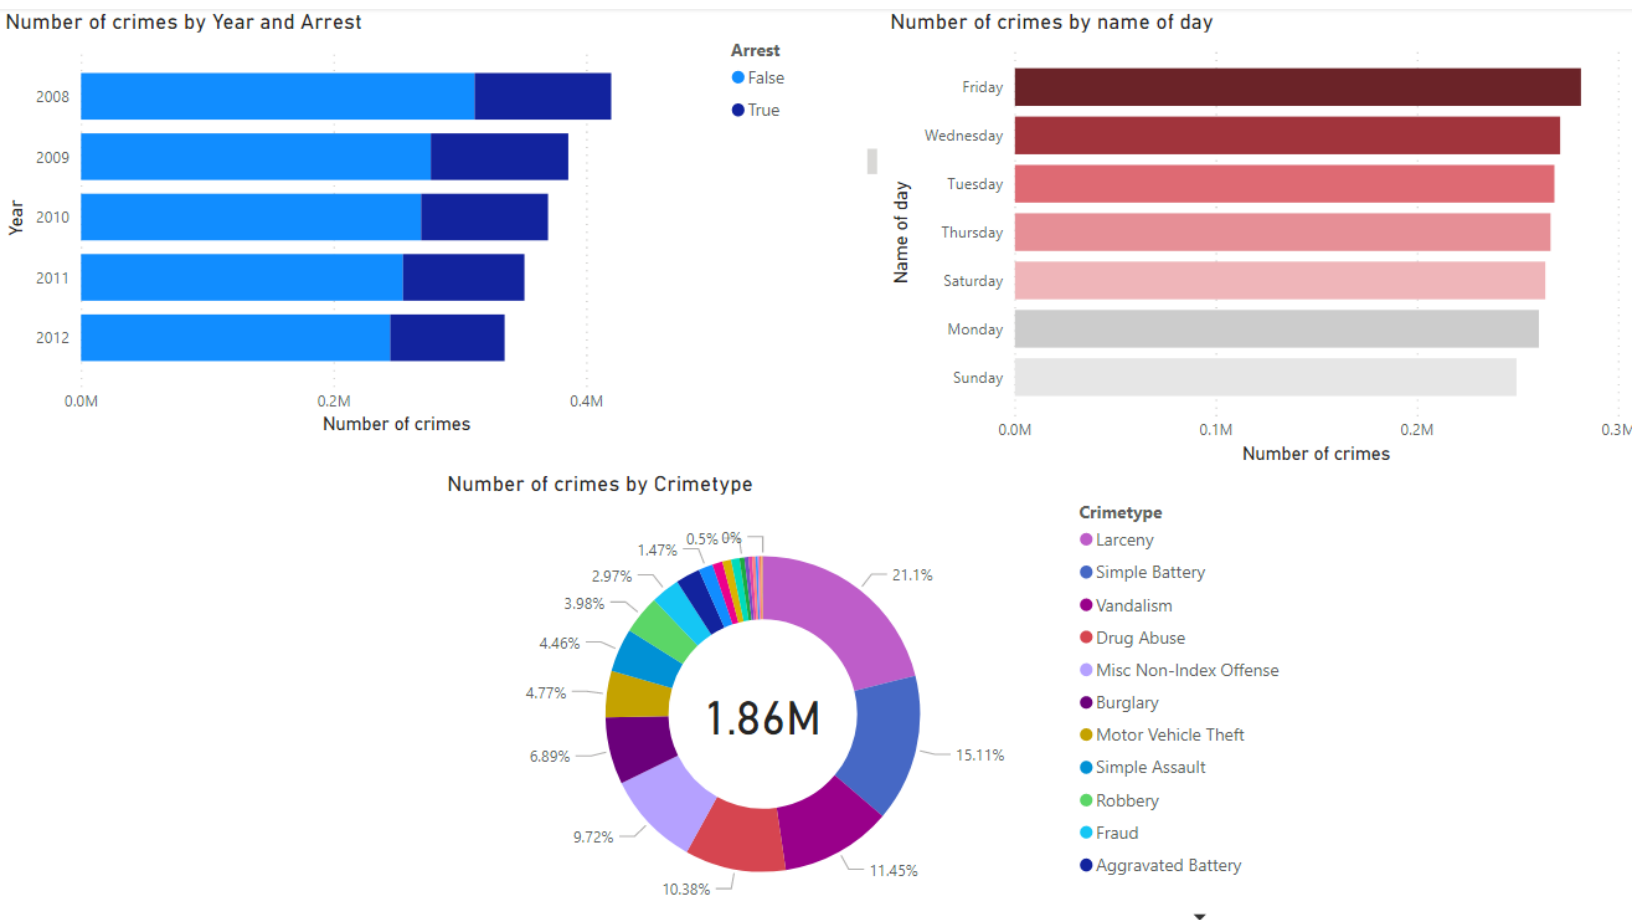 Number of crimes by Year and Arrest
Arrest
False
True
Year
2008
2009
2010
2011
2012
0.0M 0.2M 0.4M
Number of crimes
Number of crimes by name of day
Name of day
Friday
Wednesday
Tuesday
Thursday
Saturday
Monday
Sunday
0.0M 0.1M 0.2M 0.3M
Number of crimes
Number of crimes by Crimetype
0.5% 0%
1.47%
2.97%
3.98%
4.46%
4.77%
6.89%
9.72%
10.38%
11.45%
15.11%
21.1%
1.86M
Crimetype
Larceny
Simple Battery
Vandalism
Drug Abuse
Misc Non-Index Offense
Burglary
Motor Vehicle Theft
Simple Assault
Robbery
Fraud
Aggravated Battery